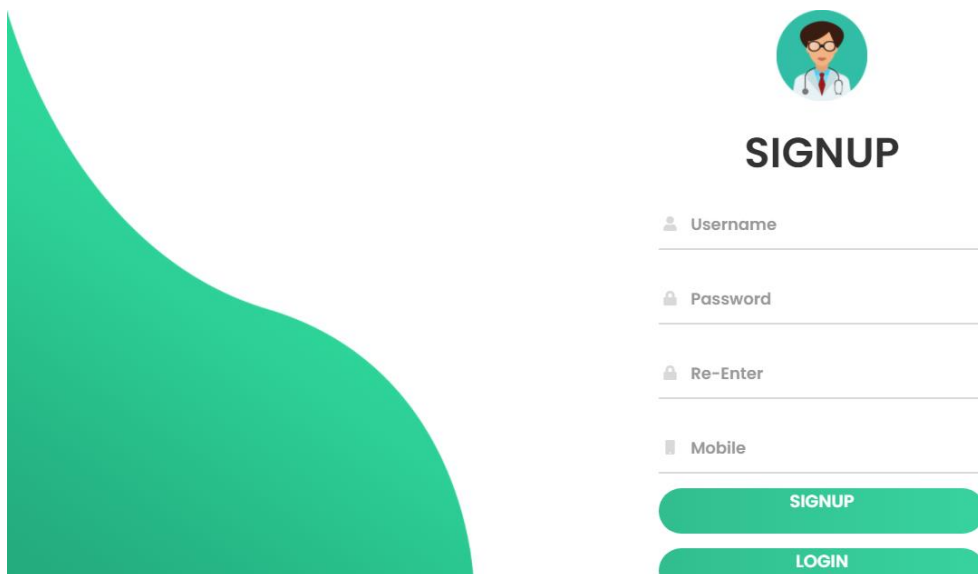 SIGNUP
Username
Password
Re-Enter
Mobile
SIGNUP
LOGIN